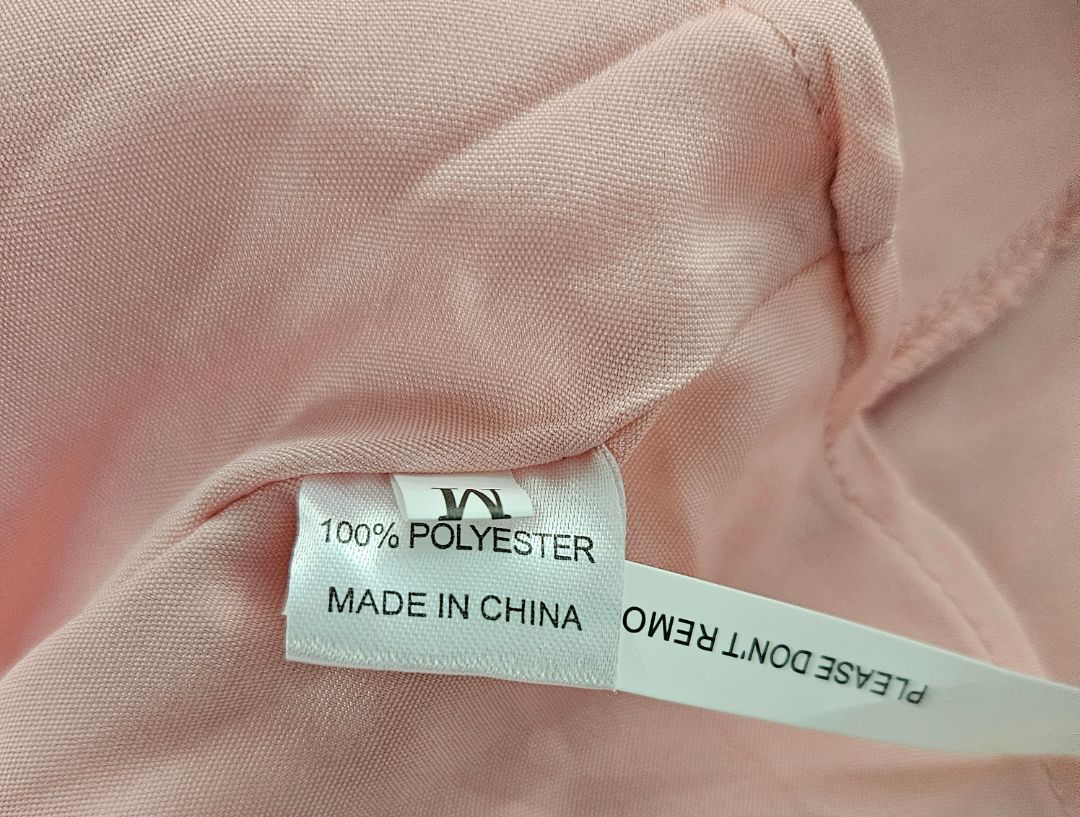 M
100% POLYESTER
MADE IN CHINA
PLEASE DON'T REMO